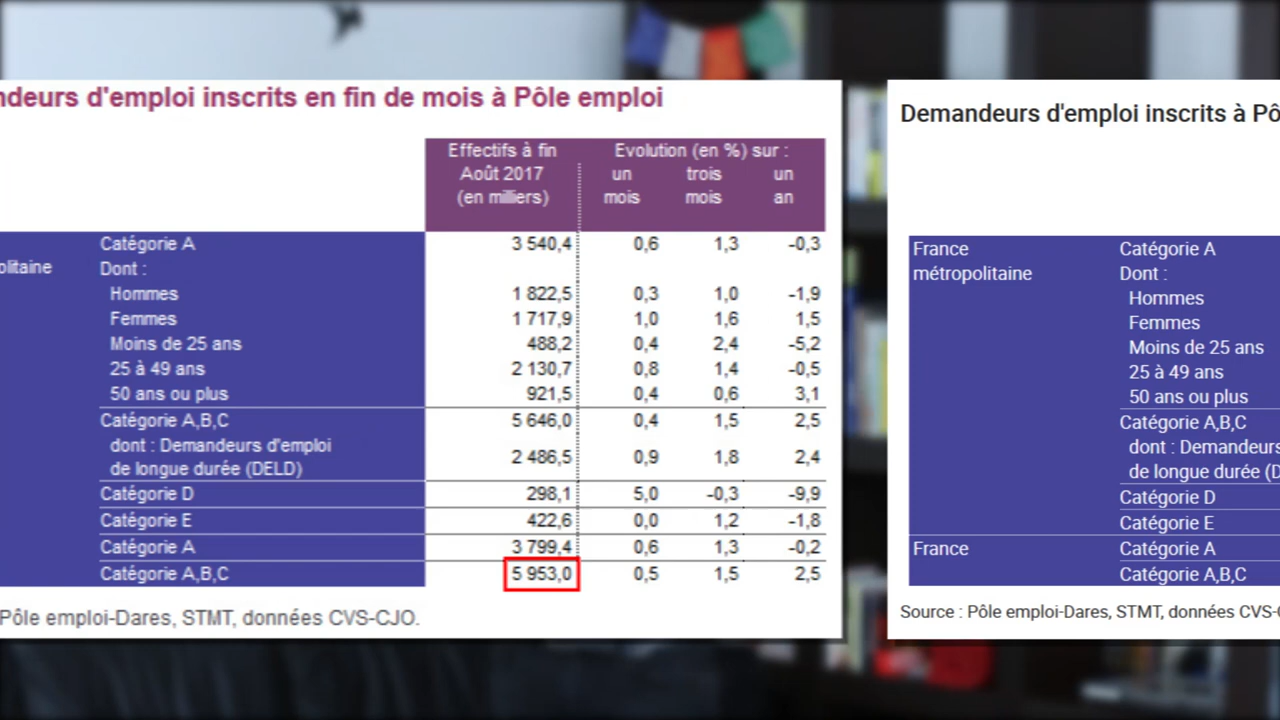 ndeurs d'emploi inscrits en fin de mois à Pôle emploi
Effectifs à fin Août 2017 (en milliers)
Evolution (en %) sur :
un mois
trois mois
un an
Catégorie A 3 540,4 0,6 1,3 -0,3
olitaine
Dont :
Hommes 1 822,5 0,3 1,0 -1,9
Femmes 1 717,9 1,0 1,6 1,5
Moins de 25 ans 488,2 0,4 2,4 -5,2
25 à 49 ans 2 130,7 0,8 1,4 -0,5
50 ans ou plus 921,5 0,4 0,6 3,1
Catégorie A,B,C 5 646,0 0,4 1,5 2,5
dont : Demandeurs d'emploi
de longue durée (DELD) 2 486,5 0,9 1,8 2,4
Catégorie D 298,1 5,0 -0,3 -9,9
Catégorie E 422,6 0,0 1,2 -1,8
Catégorie A 3 799,4 0,6 1,3 -0,2
Catégorie A,B,C 5 953,0 0,5 1,5 2,5
Pôle emploi-Dares, STMT, données CVS-CJO.
Demandeurs d'emploi inscrits à Pô
France Catégorie A
métropolitaine Dont :
Hommes
Femmes
Moins de 25 ans
25 à 49 ans
50 ans ou plus
Catégorie A,B,C
dont : Demandeurs
de longue durée (D
Catégorie D
Catégorie E
France Catégorie A
Catégorie A,B,C
Source : Pôle emploi-Dares, STMT, données CVS-C